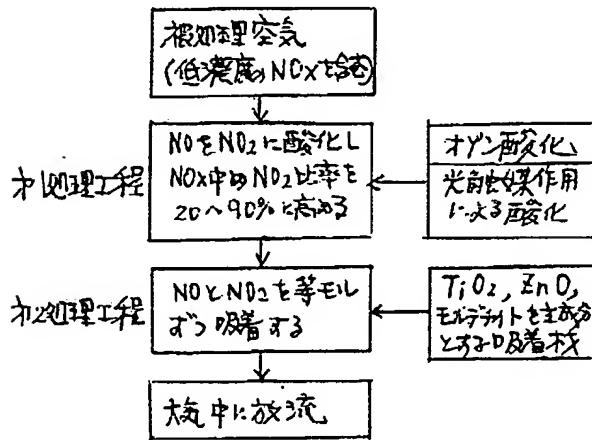 被処理空気
(低濃度のNOxを含む)
NOをNO2に酸化し
NOx中のNO2比率を
20〜90%に高める
オゾン酸化、
光触媒作用
による酸化
オ1処理工程
NOとNO2を等モル
ずつ吸着する
オ2処理工程
TiO2, ZnO,
モルデナイトを主成分
とする吸着材
大気中に放流